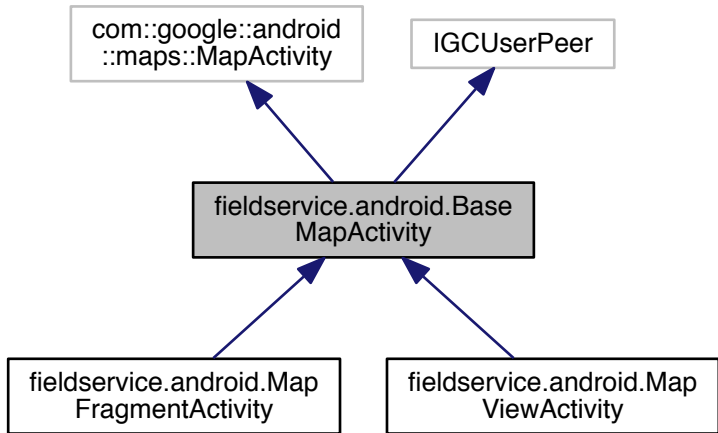 com::google::android
::maps::MapActivity
IGCUserPeer
fieldservice.android.Base
MapActivity
fieldservice.android.Map
FragmentActivity
fieldservice.android.Map
ViewActivity